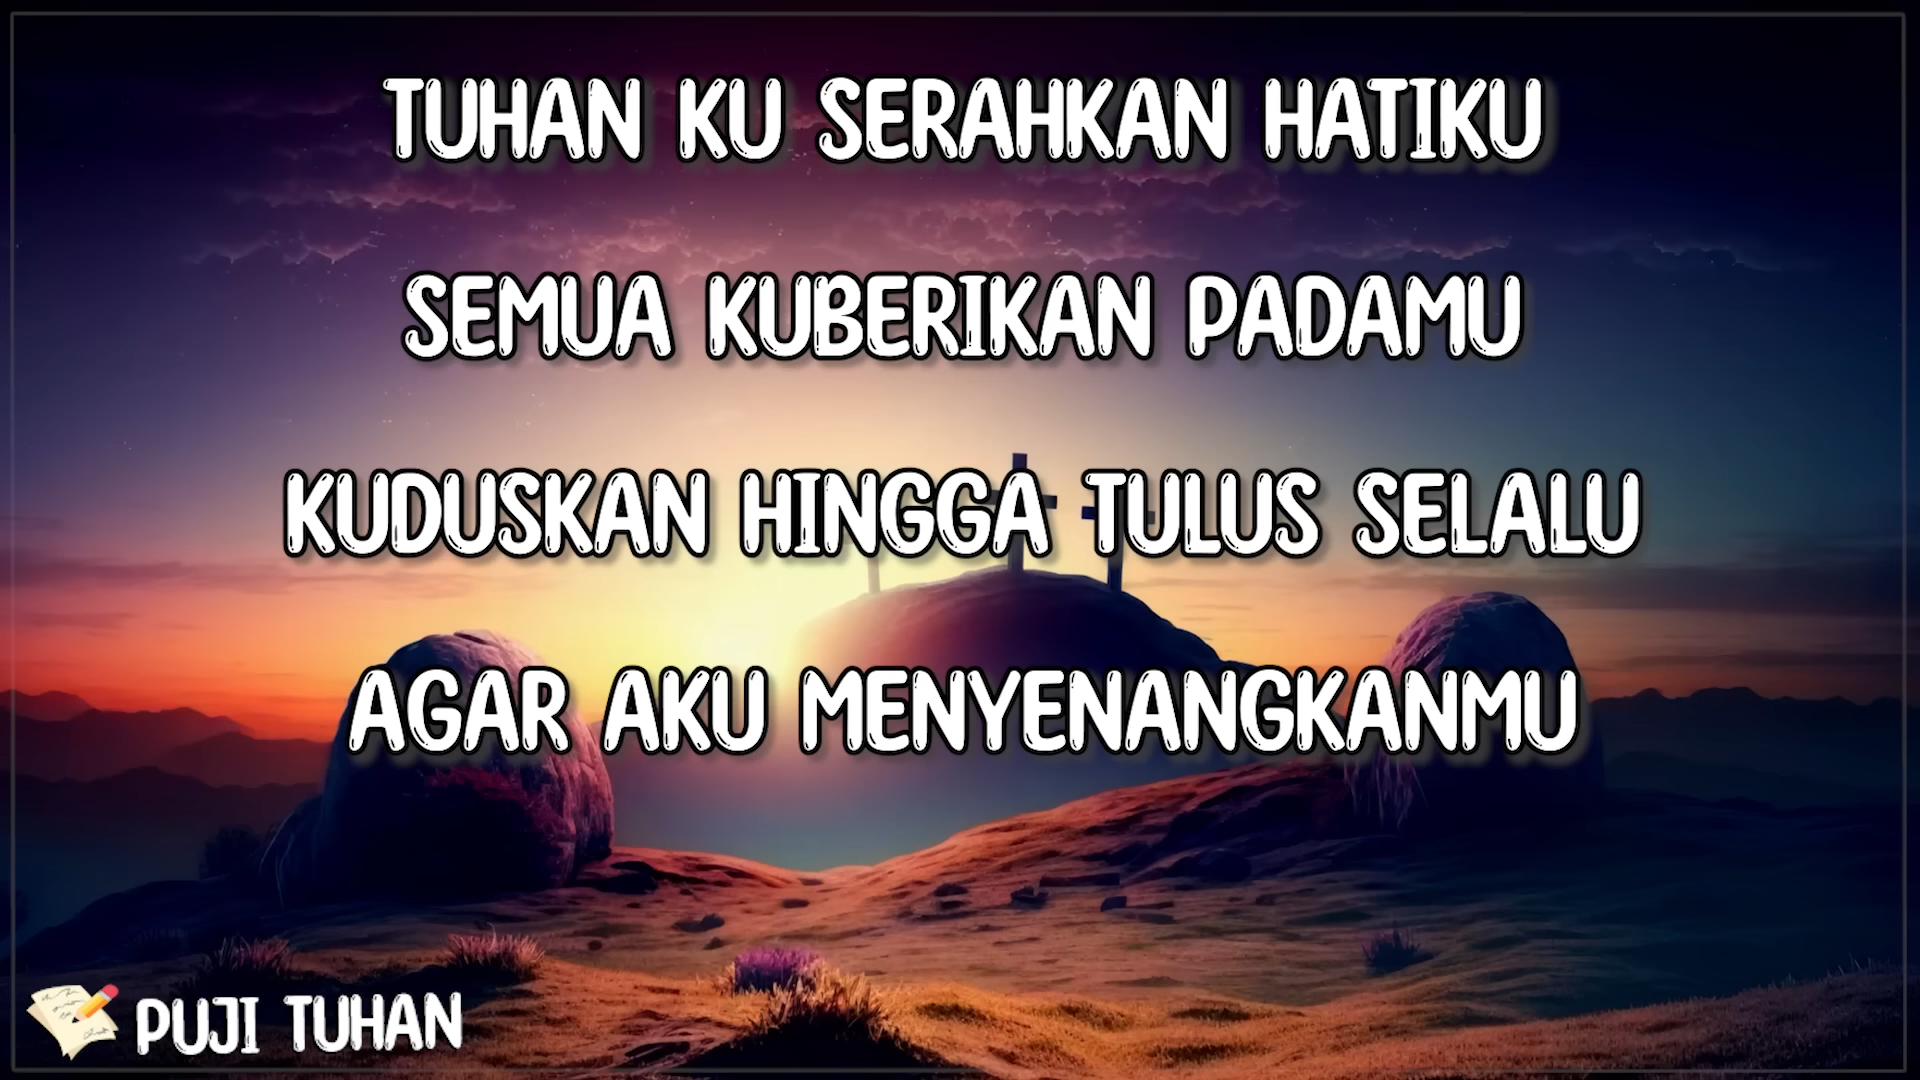 TUHAN KU SERAHKAN HATIKU
SEMUA KUBERIKAN PADAMU
KUDUSKAN HINGGA TULUS SELALU
AGAR AKU MENYENANGKANMU
PUJI TUHAN